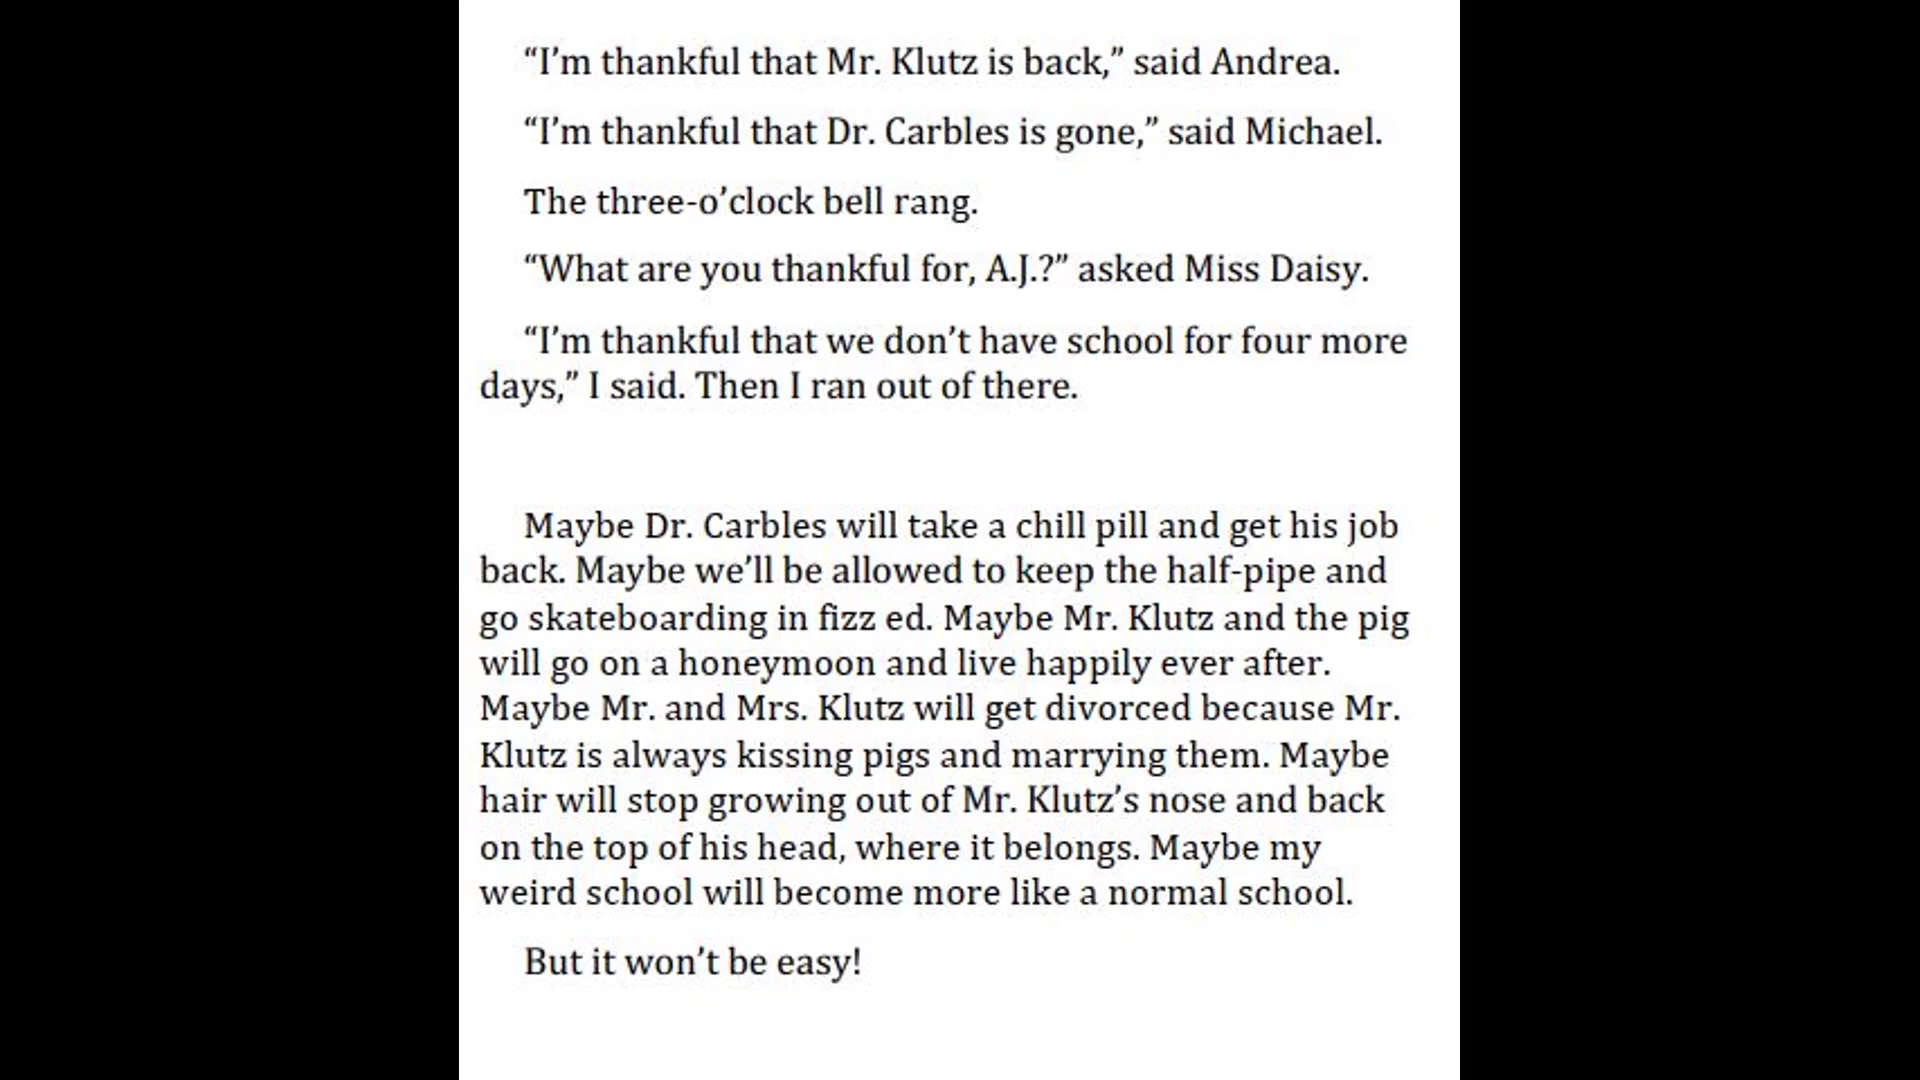 “I’m thankful that Mr. Klutz is back,” said Andrea.
“I’m thankful that Dr. Carbles is gone,” said Michael.
The three-o’clock bell rang.
“What are you thankful for, A.J.?” asked Miss Daisy.
“I’m thankful that we don’t have school for four more
days,” I said. Then I ran out of there.
Maybe Dr. Carbles will take a chill pill and get his job
back. Maybe we’ll be allowed to keep the half-pipe and
go skateboarding in fizz ed. Maybe Mr. Klutz and the pig
will go on a honeymoon and live happily ever after.
Maybe Mr. and Mrs. Klutz will get divorced because Mr.
Klutz is always kissing pigs and marrying them. Maybe
hair will stop growing out of Mr. Klutz’s nose and back
on the top of his head, where it belongs. Maybe my
weird school will become more like a normal school.
But it won’t be easy!